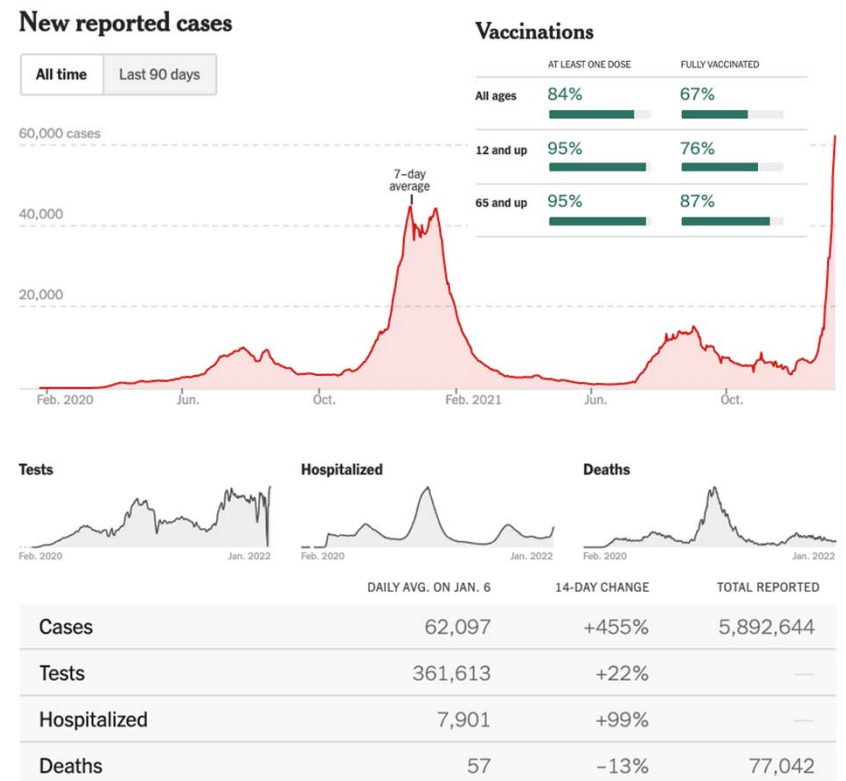 New reported cases
All time Last 90 days
Vaccinations
AT LEAST ONE DOSE FULLY VACCINATED
All ages 84% 67%
12 and up 95% 76%
65 and up 95% 87%
60,000 cases
7–day
average
40,000
20,000
Feb. 2020 Jun. Oct. Feb. 2021 Jun. Oct.
Tests Hospitalized Deaths
Feb. 2020 Jan. 2022 Feb. 2020 Jan. 2022 Feb. 2020 Jan. 2022
DAILY AVG. ON JAN. 6 14-DAY CHANGE TOTAL REPORTED
Cases 62,097 +455% 5,892,644
Tests 361,613 +22% —
Hospitalized 7,901 +99% —
Deaths 57 –13% 77,042